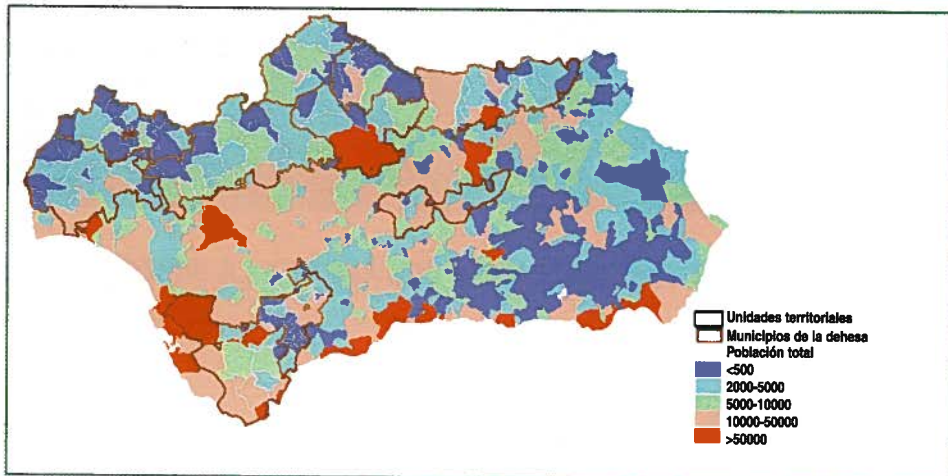 Unidades territoriales
Municipios de la dehesa
Población total
<500
2000-5000
5000-10000
10000-50000
>50000